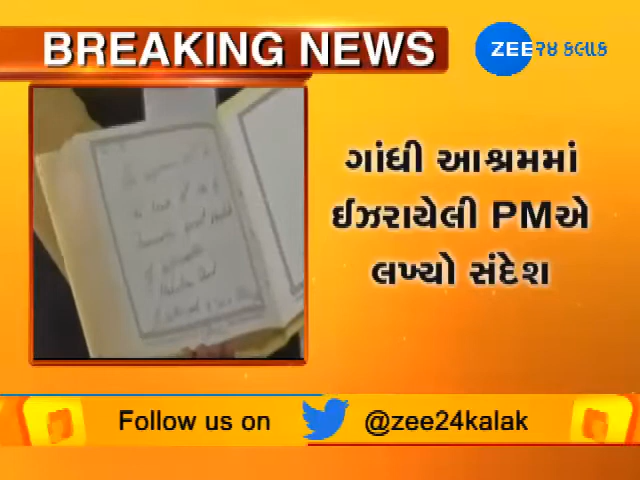 BREAKING NEWS
ZEE ૨૪ કલાક
ગાંધી આશ્રમમાં
ઈઝરાયેલી PMએ
લખ્યો સંદેશ
Follow us on
@zee24kalak